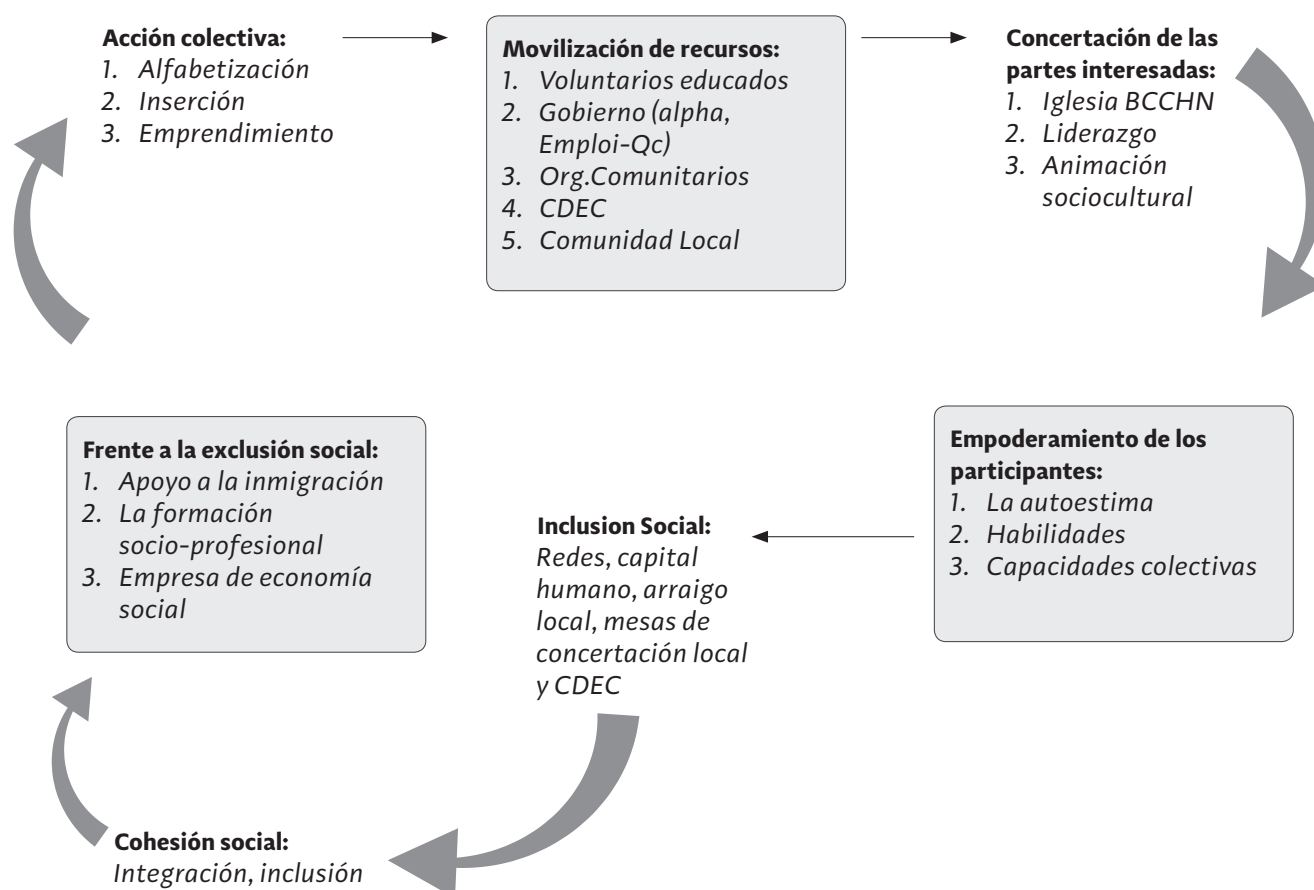 Acción colectiva:
1. Alfabetización
2. Inserción
3. Emprendimiento
Movilización de recursos:
1. Voluntarios educados
2. Gobierno (alpha,
Emploi-Qc)
3. Org.Comunitarios
4. CDEC
5. Comunidad Local
Concertación de las
partes interesadas:
1. Iglesia BCCHN
2. Liderazgo
3. Animación
sociocultural
Frente a la exclusión social:
1. Apoyo a la inmigración
2. La formación
socio-profesional
3. Empresa de economía
social
Inclusion Social:
Redes, capital
humano, arraigo
local, mesas de
concertación local
y CDEC
Empoderamiento de los
participantes:
1. La autoestima
2. Habilidades
3. Capacidades colectivas
Cohesión social:
Integración, inclusión